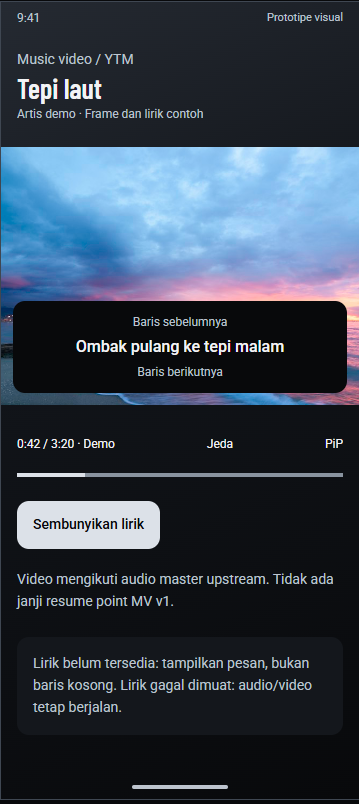 9:41
Prototipe visual
Music video / YTM
Tepi laut
Artis demo · Frame dan lirik contoh
Baris sebelumnya
Ombak pulang ke tepi malam
Baris berikutnya
0:42 / 3:20 · Demo
Jeda
PiP
Sembunyikan lirik
Video mengikuti audio master upstream. Tidak ada
janji resume point MV v1.
Lirik belum tersedia: tampilkan pesan, bukan
baris kosong. Lirik gagal dimuat: audio/video
tetap berjalan.